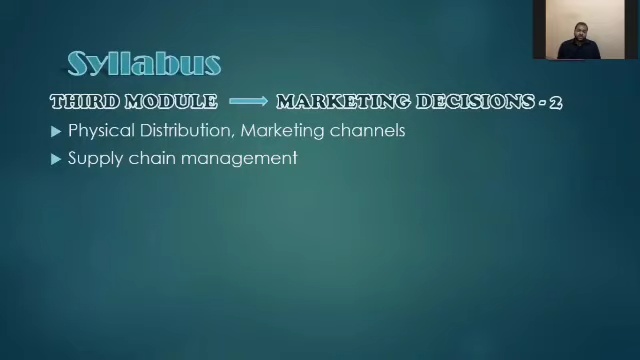 Syllabus
THIRD MODULE MARKETING DECISIONS - 2
Physical Distribution, Marketing channels
Supply chain management